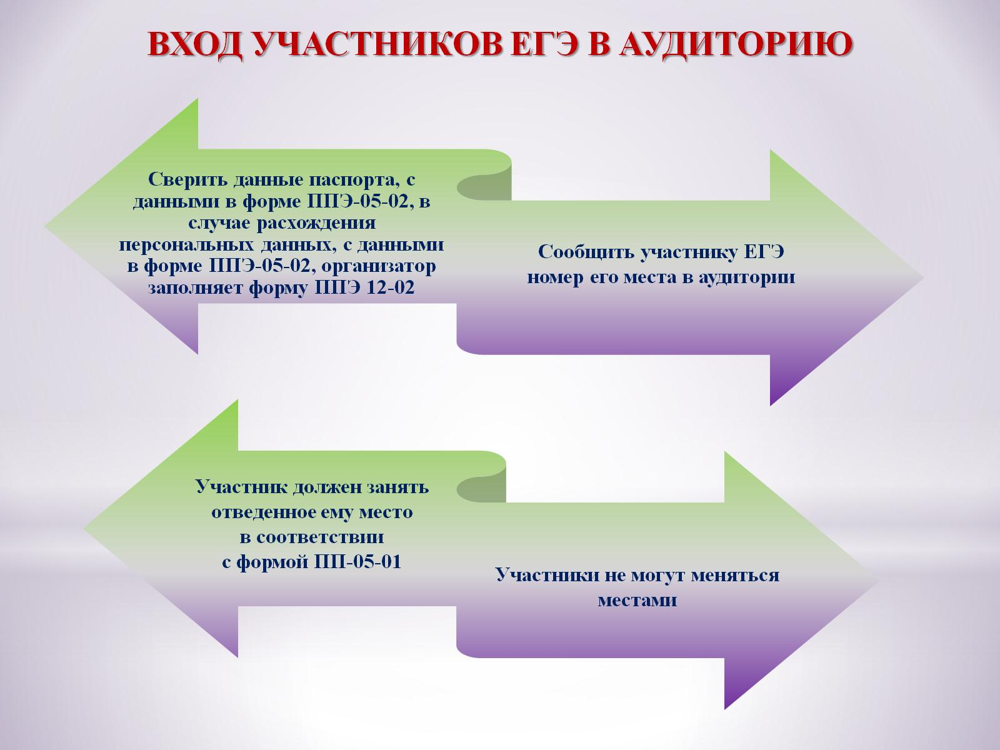 ВХОД УЧАСТНИКОВ ЕГЭ В АУДИТОРИЮ
Сверить данные паспорта, с
данными в форме ППЭ-05-02, в
случае расхождения
персональных данных, с данными
в форме ППЭ-05-02, организатор
заполняет форму ППЭ 12-02
Сообщить участнику ЕГЭ
номер его места в аудитории
Участник должен занять
отведенное ему место
в соответствии
с формой ПП-05-01
Участники не могут меняться
местами